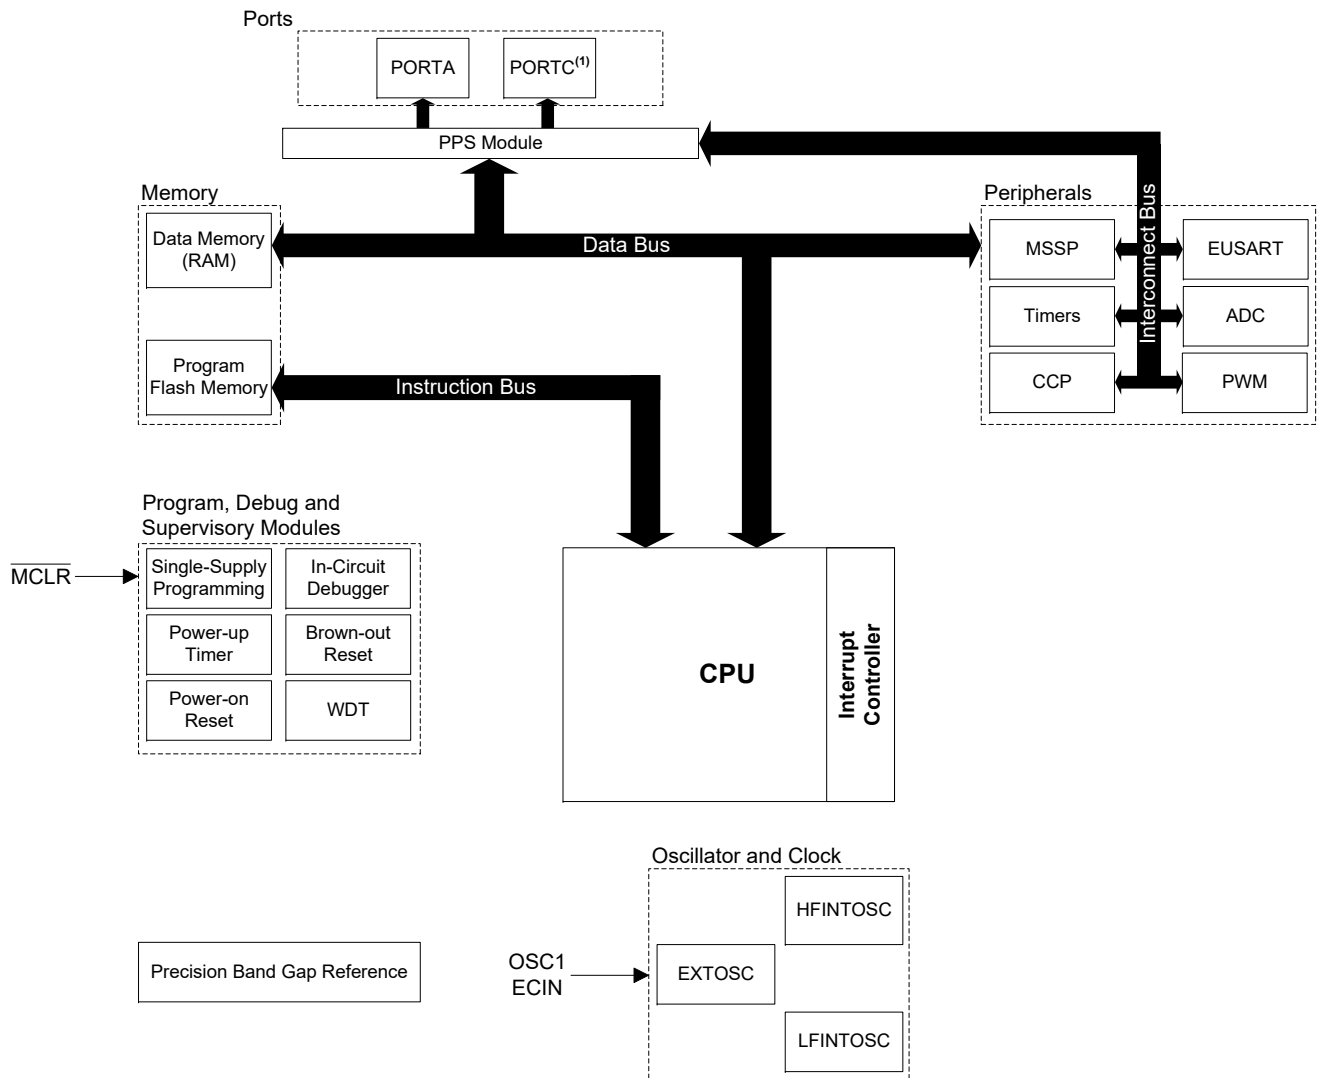 Ports
PORTA
PORTC(1)
PPS Module
Memory
Data Memory
(RAM)
Data Bus
Program
Flash Memory
Instruction Bus
Peripherals
Interconnect Bus
MSSP
EUSART
Timers
ADC
CCP
PWM
Program, Debug and
Supervisory Modules
MCLR
Single-Supply
Programming
In-Circuit
Debugger
Power-up
Timer
Brown-out
Reset
Power-on
Reset
WDT
CPU
Interrupt
Controller
Oscillator and Clock
HFINTOSC
Precision Band Gap Reference
OSC1
ECIN
EXTOSC
LFINTOSC